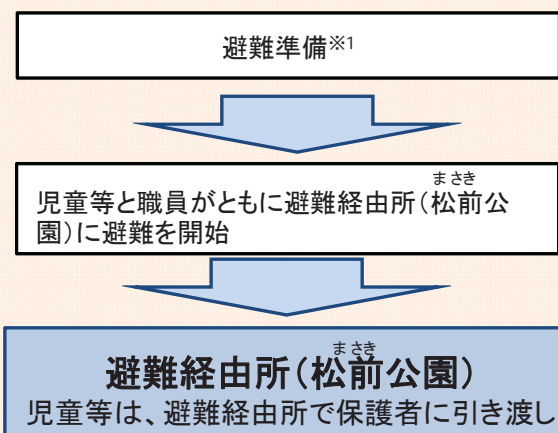 避難準備※1
まさき
児童等と職員がともに避難経由所(松前公
園)に避難を開始
まさき
避難経由所(松前公園)
児童等は、避難経由所で保護者に引き渡し